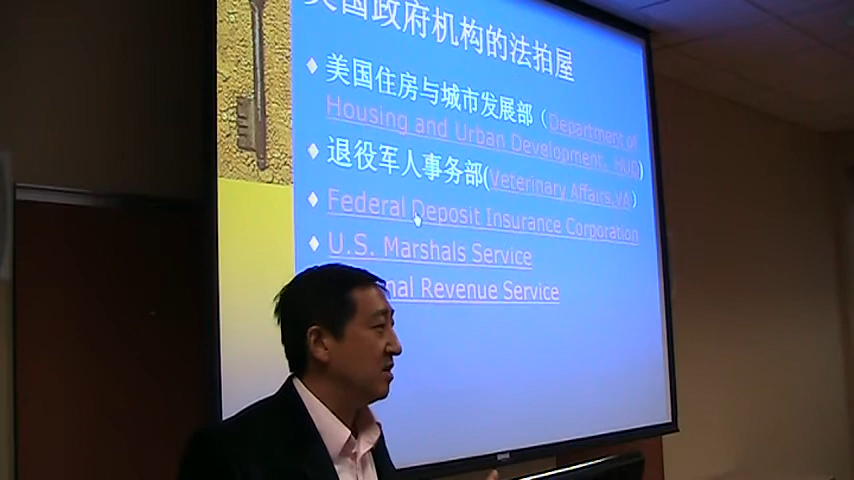 美国政府机构的法拍屋
美国住房与城市发展部（Department of
Housing and Urban Development, HUD)
退役军人事务部(Veterinary Affairs,VA）
Federal Deposit Insurance Corporation
U.S. Marshals Service
nal Revenue Service